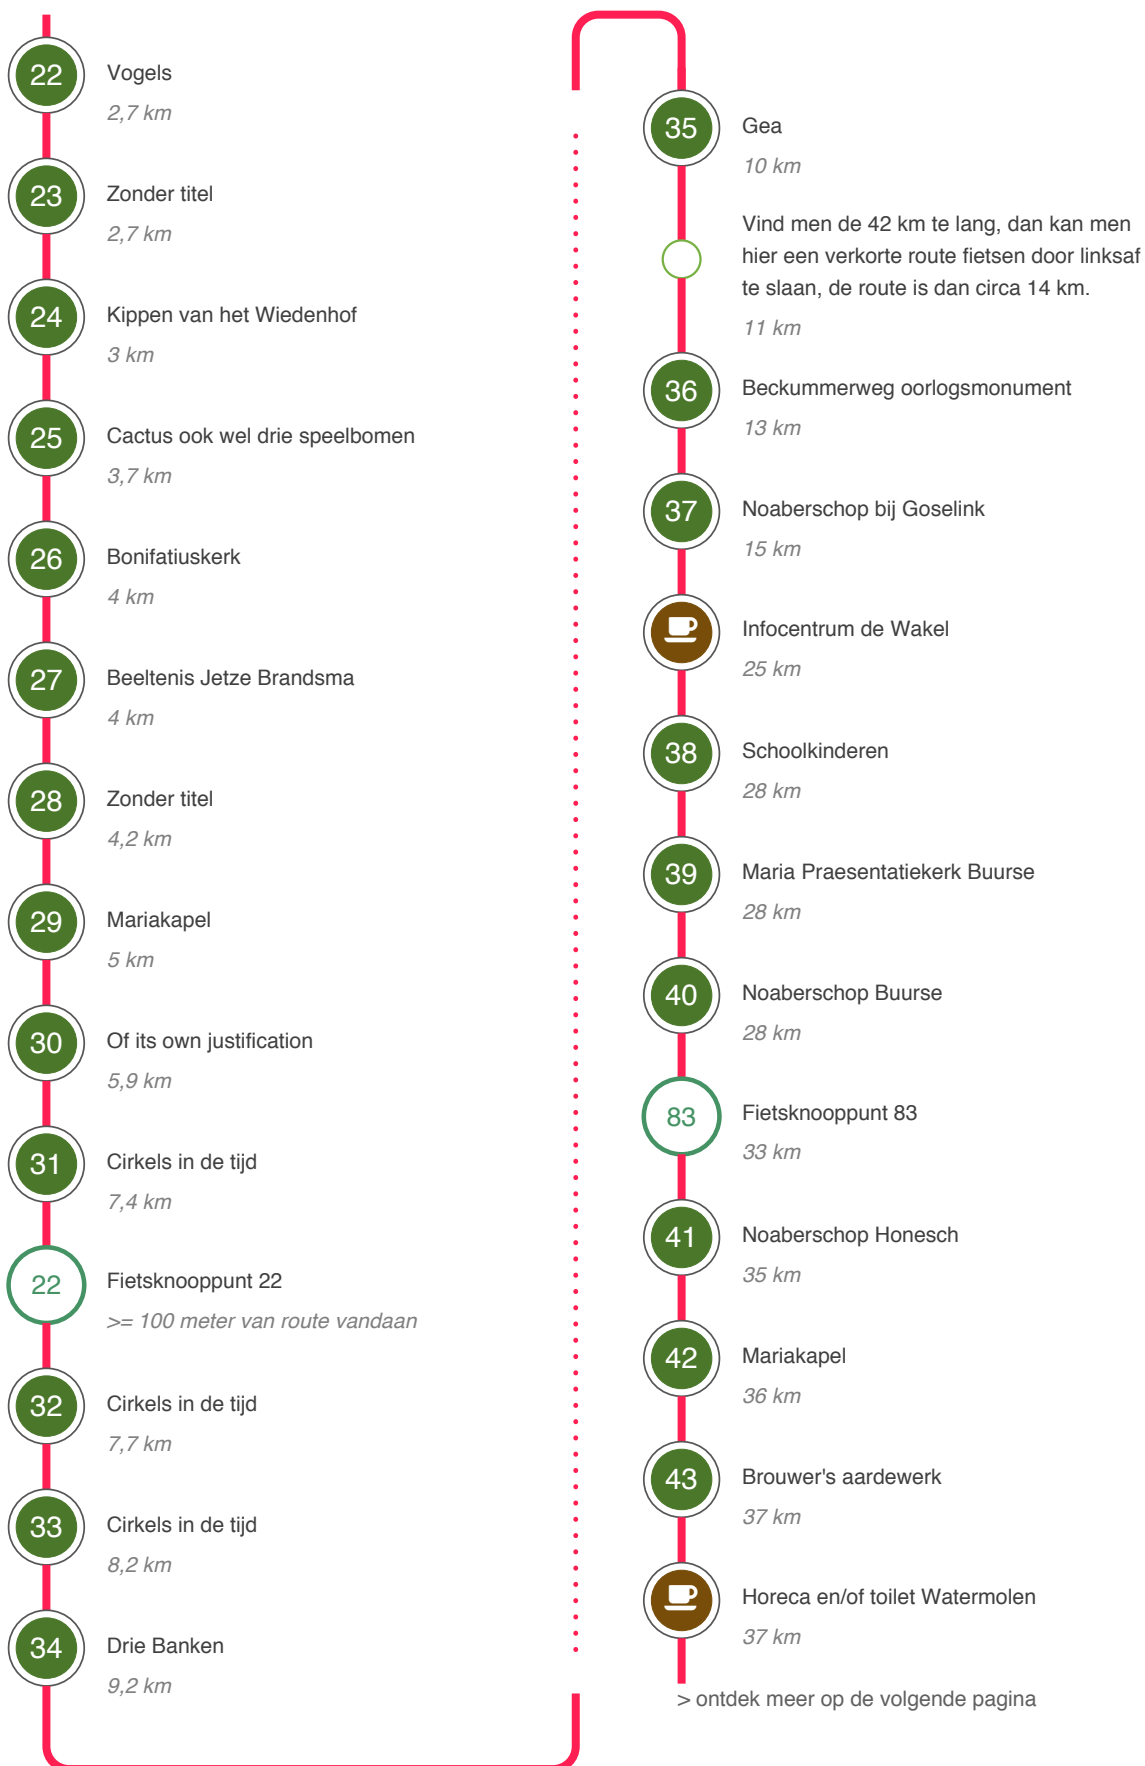 22
Vogels
2,7 km
23
Zonder titel
2,7 km
24
Kippen van het Wiedenhof
3 km
25
Cactus ook wel drie speelbomen
3,7 km
26
Bonifatiuskerk
4 km
27
Beeltenis Jetze Brandsma
4 km
28
Zonder titel
4,2 km
29
Mariakapel
5 km
30
Of its own justification
5,9 km
31
Cirkels in de tijd
7,4 km
22
Fietsknooppunt 22
>= 100 meter van route vandaan
32
Cirkels in de tijd
7,7 km
33
Cirkels in de tijd
8,2 km
34
Drie Banken
9,2 km
35
Gea
10 km
Vind men de 42 km te lang, dan kan men
hier een verkorte route fietsen door linksaf
te slaan, de route is dan circa 14 km.
11 km
36
Beckummerweg oorlogsmonument
13 km
37
Noaberschop bij Goselink
15 km
Infocentrum de Wakel
25 km
38
Schoolkinderen
28 km
39
Maria Praesentatiekerk Buurse
28 km
40
Noaberschop Buurse
28 km
83
Fietsknooppunt 83
33 km
41
Noaberschop Honesch
35 km
42
Mariakapel
36 km
43
Brouwer's aardewerk
37 km
Horeca en/of toilet Watermolen
37 km
> ontdek meer op de volgende pagina